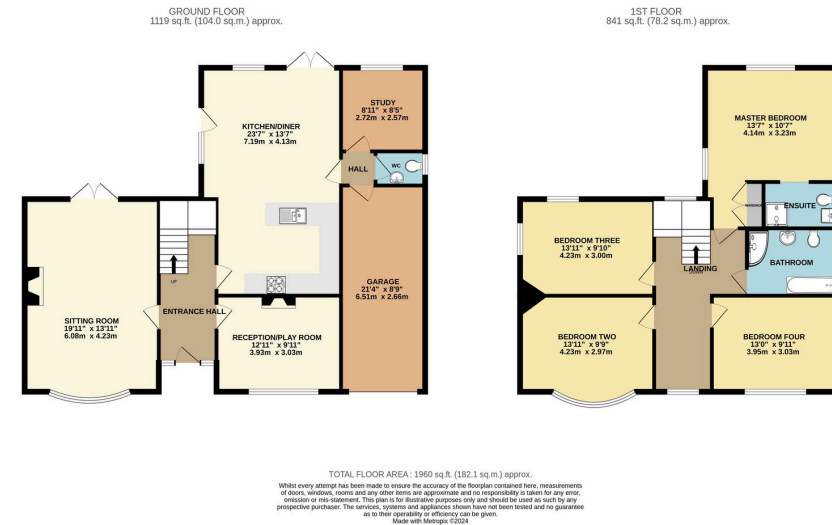 GROUND FLOOR
1119 sq.ft. (104.0 sq.m.) approx.
STUDY
8'11" x 8'5"
2.72m x 2.57m
KITCHEN/DINER
23'7" x 13'7"
7.19m x 4.13m
HALL
WC
SITTING ROOM
19'11" x 13'11"
6.08m x 4.23m
UP
ENTRANCE HALL
GARAGE
21'4" x 8'9"
6.51m x 2.66m
RECEPTION/PLAY ROOM
12'11" x 9'11"
3.93m x 3.03m
1ST FLOOR
841 sq.ft. (78.2 sq.m.) approx.
MASTER BEDROOM
13'7" x 10'7"
4.14m x 3.23m
ENSUITE
BEDROOM THREE
13'11" x 9'10"
4.23m x 3.00m
LANDING
DOWN
BATHROOM
BEDROOM TWO
13'11" x 9'9"
4.23m x 2.97m
BEDROOM FOUR
13'0" x 9'11"
3.95m x 3.03m
TOTAL FLOOR AREA : 1960 sq.ft. (182.1 sq.m.) approx.
Whilst every attempt has been made to ensure the accuracy of the floorplan contained here, measurements
of doors, windows, rooms and any other items are approximate and no responsibility is taken for any error,
omission or mis-statement. This plan is for illustrative purposes only and should be used as such by any
prospective purchaser. The services, systems and appliances shown have not been tested and no guarantee
as to their operability or efficiency can be given.
Made with Metropix ©2024